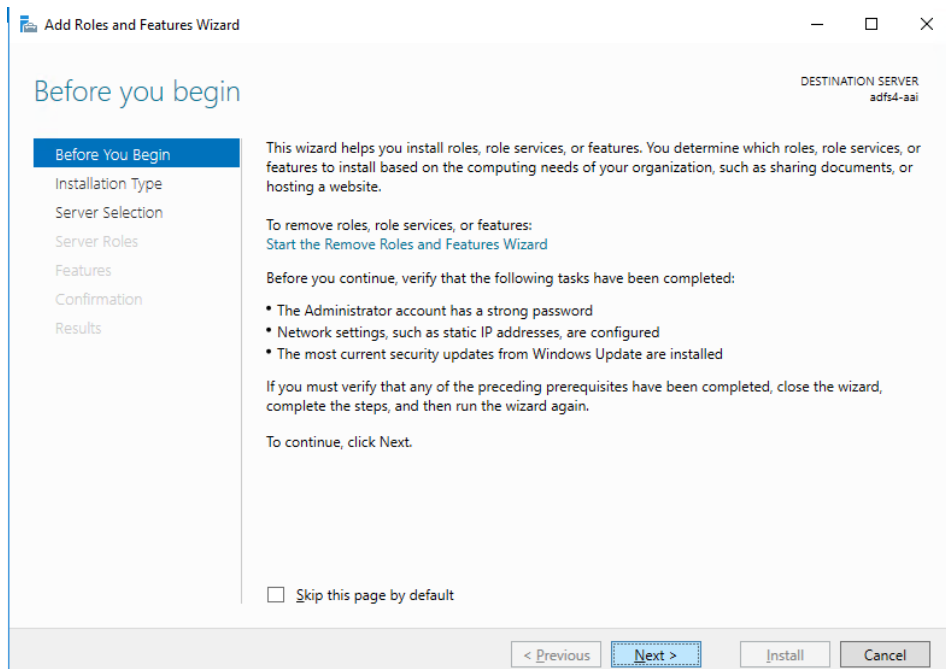 Add Roles and Features Wizard
Before you begin
DESTINATION SERVER
adfs4-aai
Before You Begin
Installation Type
Server Selection
Server Roles
Features
Confirmation
Results
This wizard helps you install roles, role services, or features. You determine which roles, role services, or
features to install based on the computing needs of your organization, such as sharing documents, or
hosting a website.
To remove roles, role services, or features:
Start the Remove Roles and Features Wizard
Before you continue, verify that the following tasks have been completed:
• The Administrator account has a strong password
• Network settings, such as static IP addresses, are configured
• The most current security updates from Windows Update are installed
If you must verify that any of the preceding prerequisites have been completed, close the wizard,
complete the steps, and then run the wizard again.
To continue, click Next.
Skip this page by default
< Previous
Next >
Install
Cancel